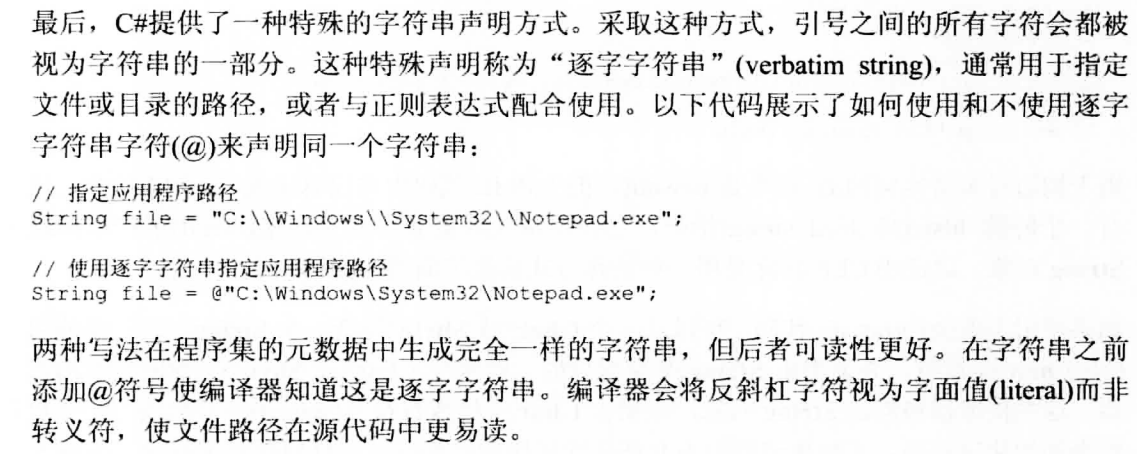 最后，C#提供了一种特殊的字符串声明方式。采取这种方式，引号之间的所有字符会都被
视为字符串的一部分。这种特殊声明称为“逐字字符串”(verbatim string)，通常用于指定
文件或目录的路径，或者与正则表达式配合使用。以下代码展示了如何使用和不使用逐字
字符串字符(@)来声明同一个字符串：
// 指定应用程序路径
String file = "C:\\Windows\\System32\\Notepad.exe";
// 使用逐字字符串指定应用程序路径
String file = @"C:\Windows\System32\Notepad.exe";
两种写法在程序集的元数据中生成完全一样的字符串，但后者可读性更好。在字符串之前
添加@符号使编译器知道这是逐字字符串。编译器会将反斜杠字符视为字面值(literal)而非
转义符，使文件路径在源代码中更易读。